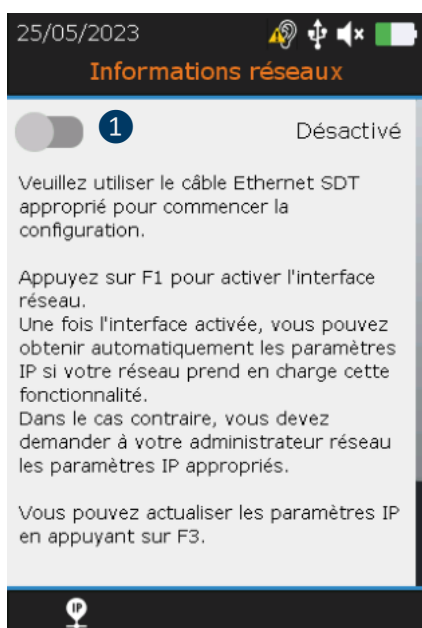 25/05/2023
Informations réseaux
1
Désactivé
Veuillez utiliser le câble Ethernet SDT
approprié pour commencer la
configuration.
Appuyez sur F1 pour activer l'interface
réseau.
Une fois l'interface activée, vous pouvez
obtenir automatiquement les paramètres
IP si votre réseau prend en charge cette
fonctionnalité.
Dans le cas contraire, vous devez
demander à votre administrateur réseau
les paramètres IP appropriés.
Vous pouvez actualiser les paramètres IP
en appuyant sur F3.
IP